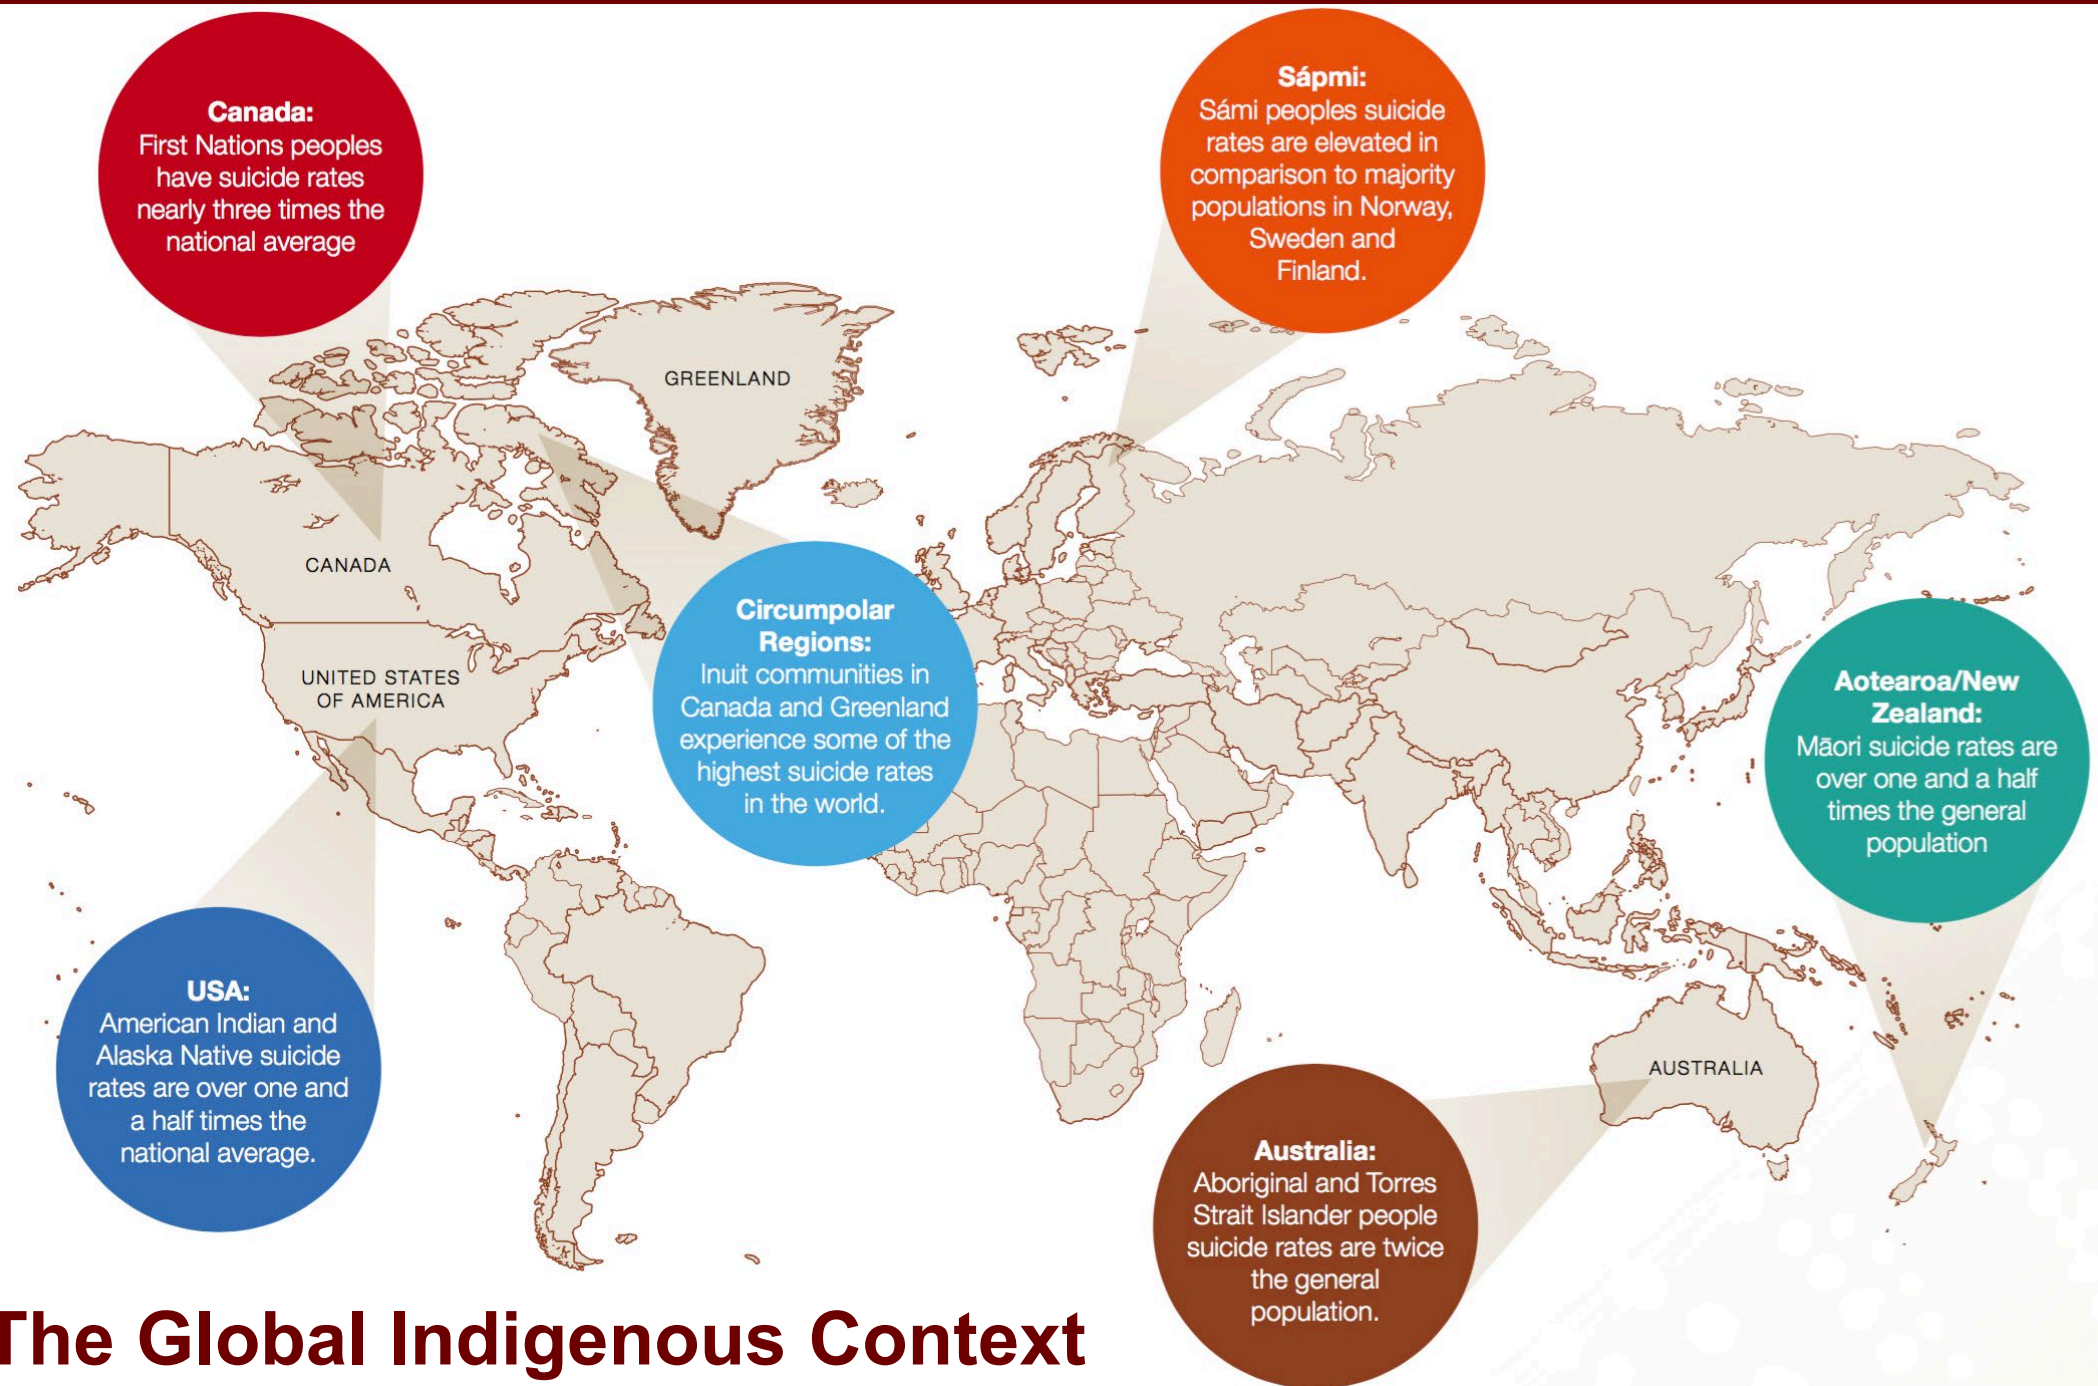 Canada:
First Nations peoples
have suicide rates
nearly three times the
national average
Sápmi:
Sámi peoples suicide
rates are elevated in
comparison to majority
populations in Norway,
Sweden and
Finland.
GREENLAND
CANADA
UNITED STATES
OF AMERICA
Circumpolar
Regions:
Inuit communities in
Canada and Greenland
experience some of the
highest suicide rates
in the world.
Aotearoa/New
Zealand:
Māori suicide rates are
over one and a half
times the general
population
USA:
American Indian and
Alaska Native suicide
rates are over one and
a half times the
national average.
AUSTRALIA
Australia:
Aboriginal and Torres
Strait Islander people
suicide rates are twice
the general
population.
The Global Indigenous Context